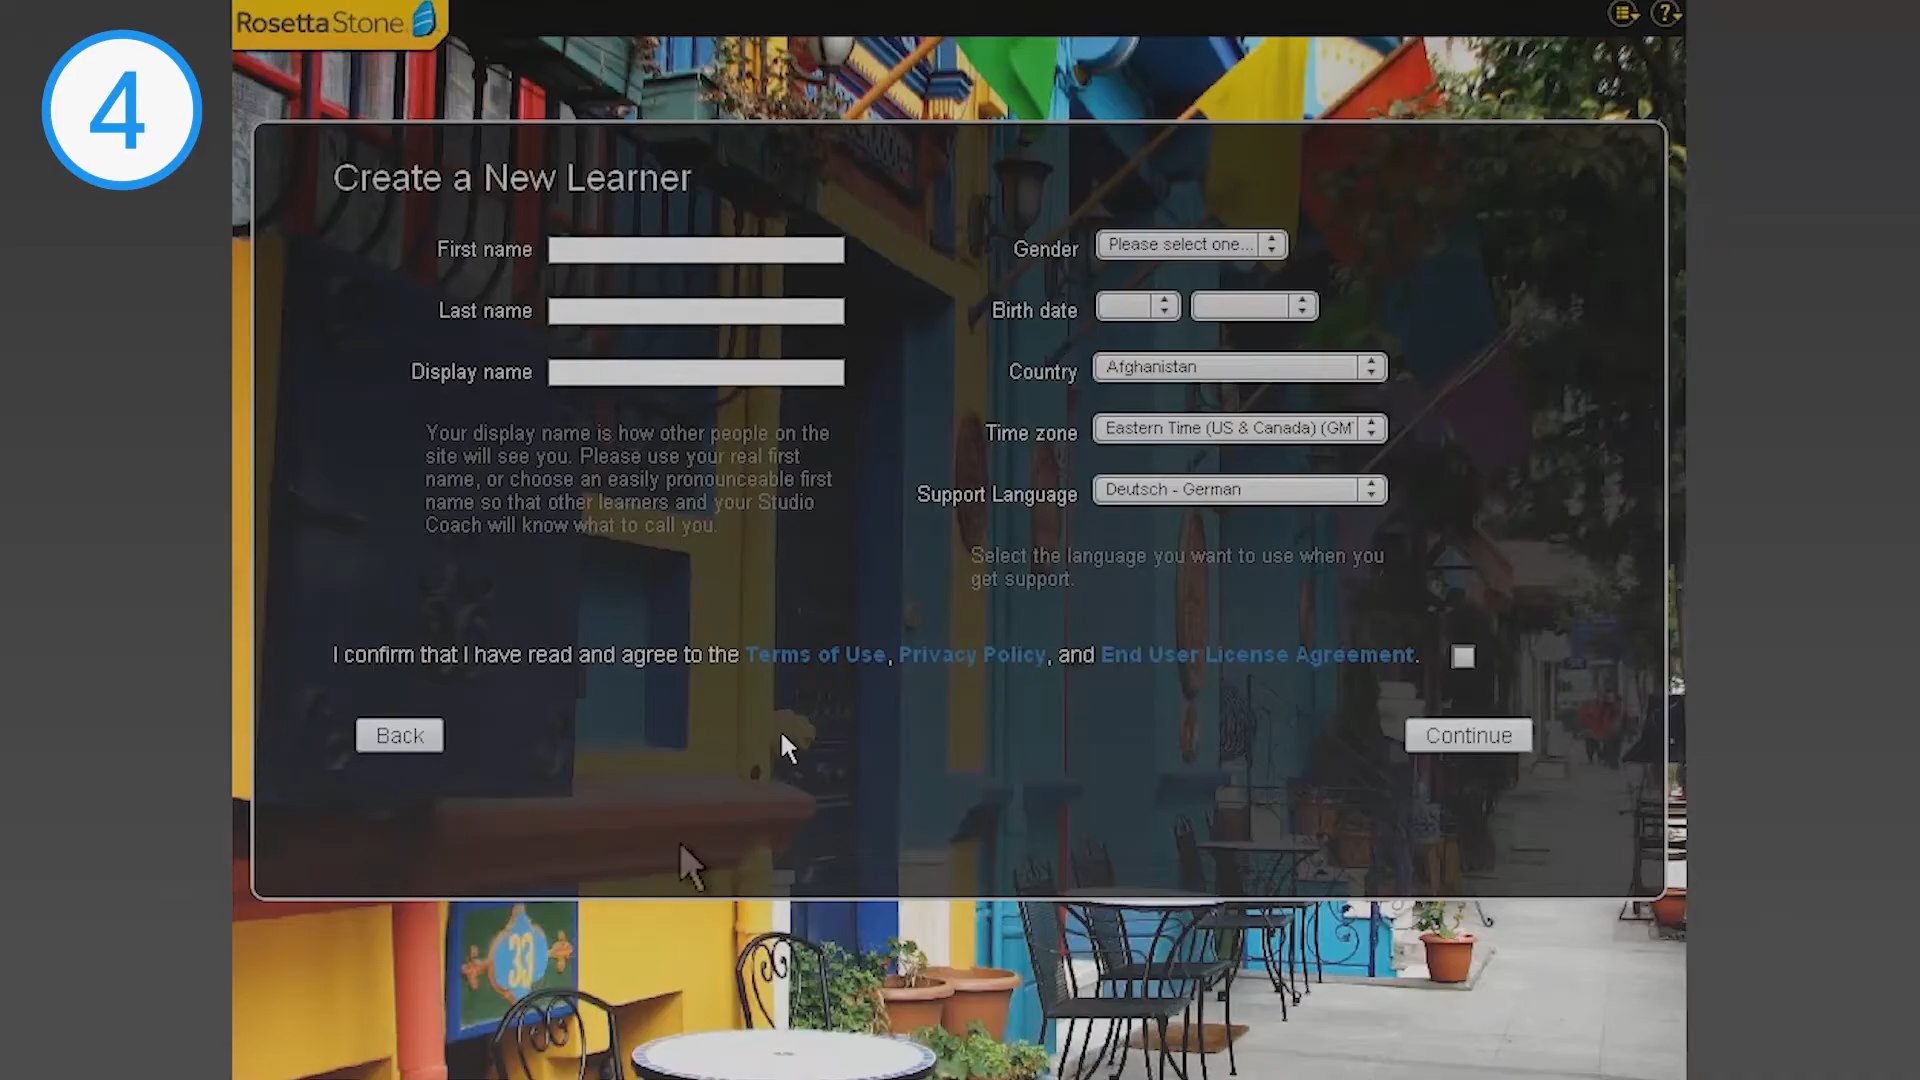 RosettaStone
?
4
Create a New Learner
First name
Last name
Display name
Your display name is how other people on the
site will see you. Please use your real first
name, or choose an easily pronounceable first
name so that other learners and your Studio
Coach will know what to call you.
Gender Please select one...
Birth date
Country Afghanistan
Time zone Eastern Time (US & Canada) (GM
Support Language Deutsch - German
Select the language you want to use when you
get support.
I confirm that I have read and agree to the Terms of Use, Privacy Policy, and End User License Agreement.
Back
Continue
33